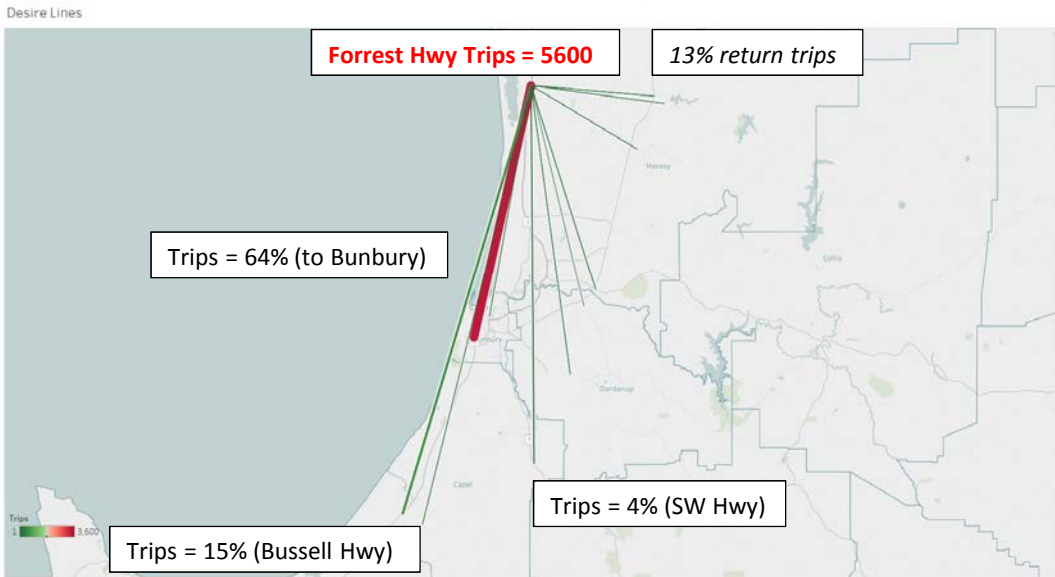 Desire Lines
Forrest Hwy Trips = 5600
13% return trips
Harvey
Trips = 64% (to Bunbury)
Collie
Dardanup
Capel
Trips = 4% (SW Hwy)
Trips
1
3,600
Trips = 15% (Bussell Hwy)